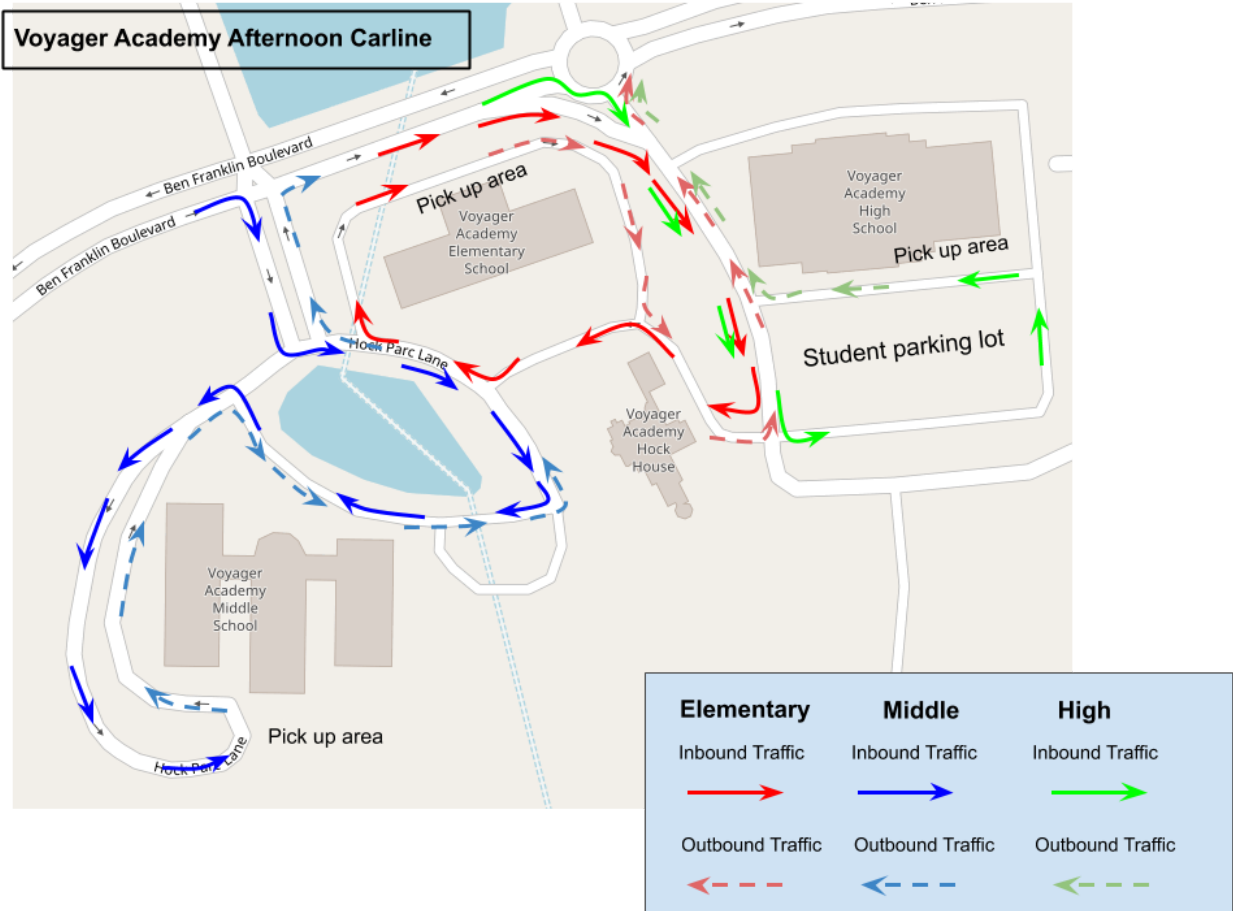 Voyager Academy Afternoon Carline
Ben Franklin Boulevard
Ben Franklin Boulevard
Pick up area
Voyager
Academy
Elementary
School
Voyager
Academy
High
School
Pick up area
Student parking lot
Hock Parc Lane
Voyager
Academy
Hock
House
Voyager
Academy
Middle
School
Pick up area
Hock Parc Lane
Elementary
Middle
High
Inbound Traffic
Inbound Traffic
Inbound Traffic
Outbound Traffic
Outbound Traffic
Outbound Traffic